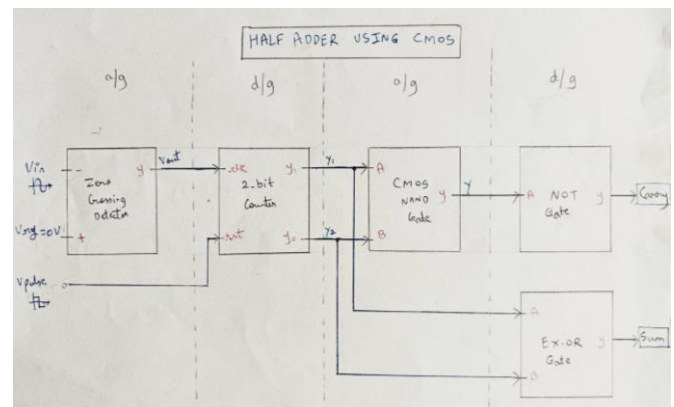 HALF ADDER USING CMOS
a/g
d/g
a/g
d/g
Vin
-
y
Vout
Zero
Crossing
Detector
Vref=0V
+
Vpulse
clk
y1
2-bit
Counter
rst
y2
y1
y2
A
CMOS
NAND
Gate
y
B
y
A
NOT
Gate
y
Carry
A
EX-OR
Gate
y
B
Sum